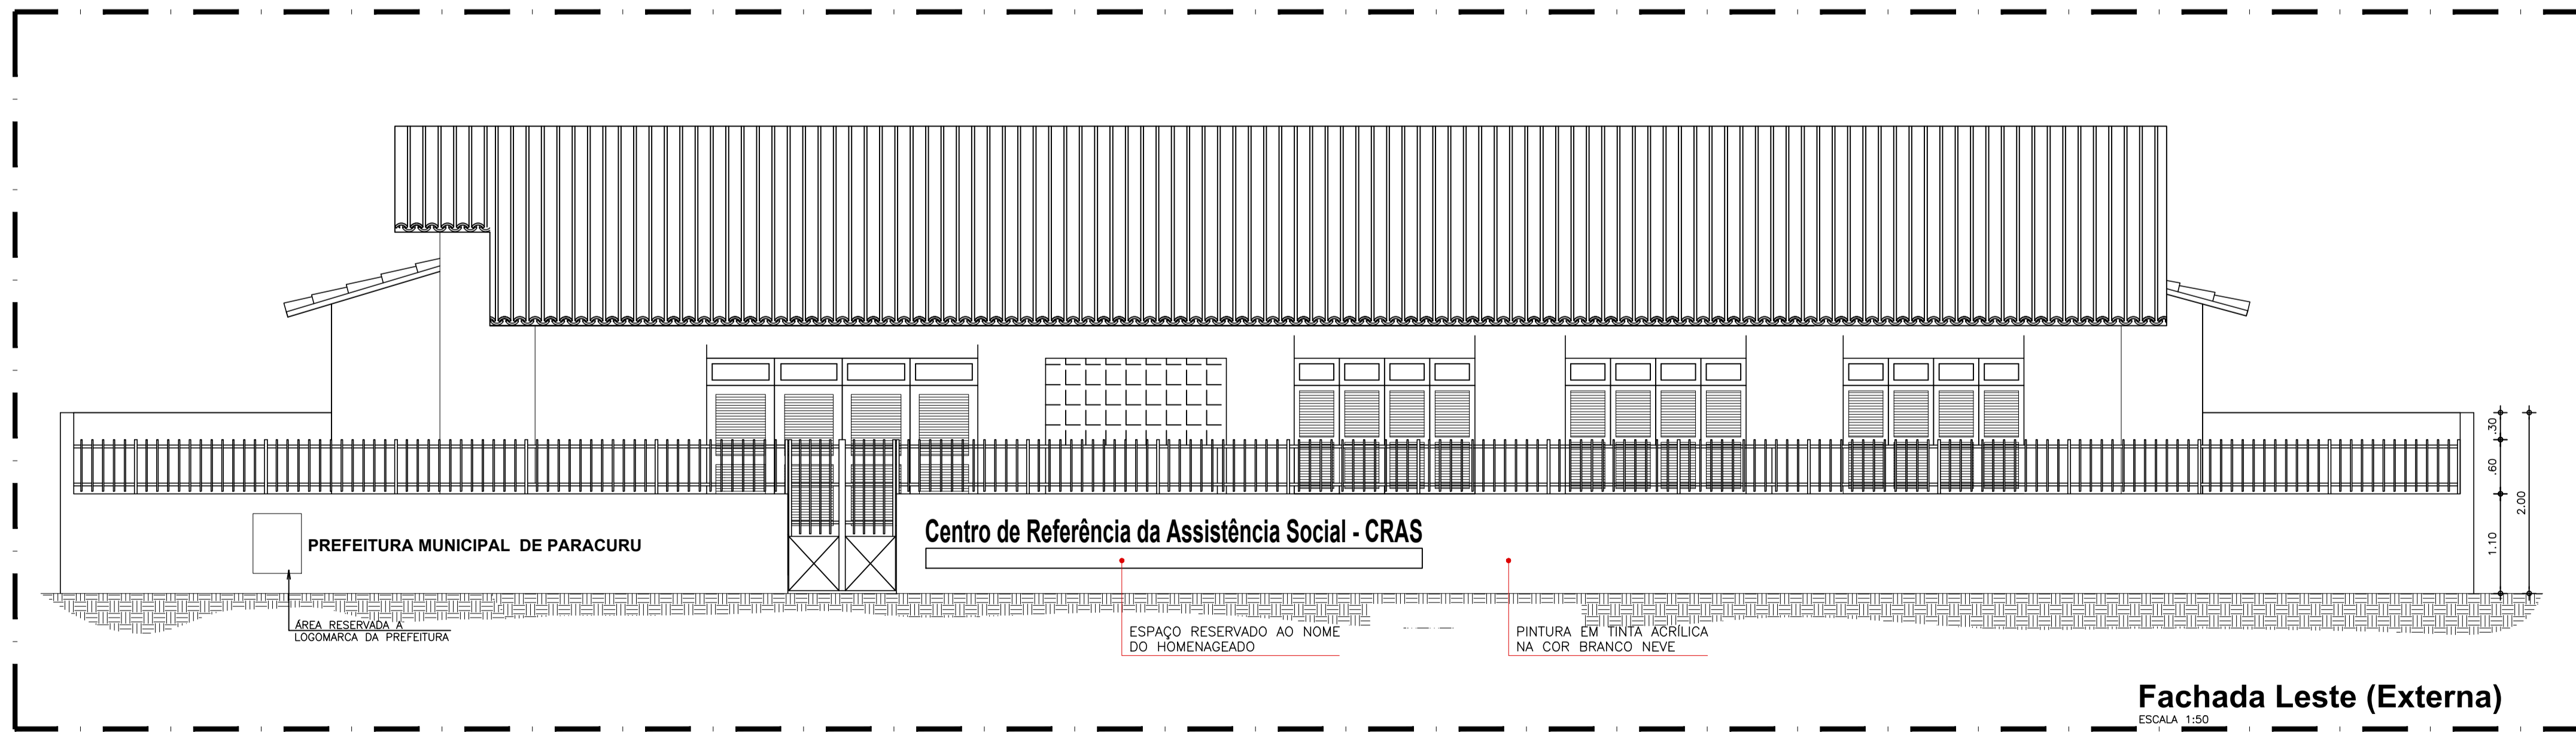 .30
.60
2.00
1.10
Centro de Referência da Assistência Social - CRAS
PREFEITURA MUNICIPAL DE PARACURU
ÁREA RESERVADA A
LOGOMARCA DA PREFEITURA
ESPAÇO RESERVADO AO NOME
DO HOMENAGEADO
PINTURA EM TINTA ACRÍLICA
NA COR BRANCO NEVE
Fachada Leste (Externa)
ESCALA 1:50